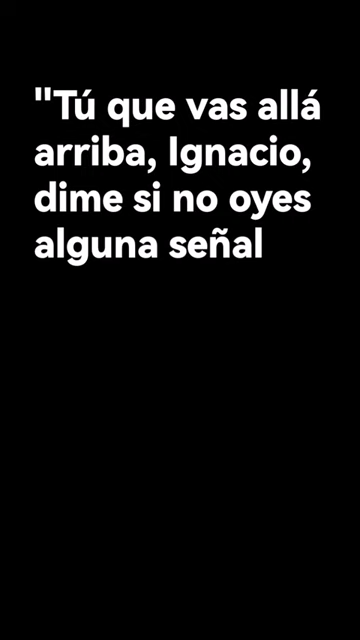 "Tú que vas allá
arriba, Ignacio,
dime si no oyes
alguna señal